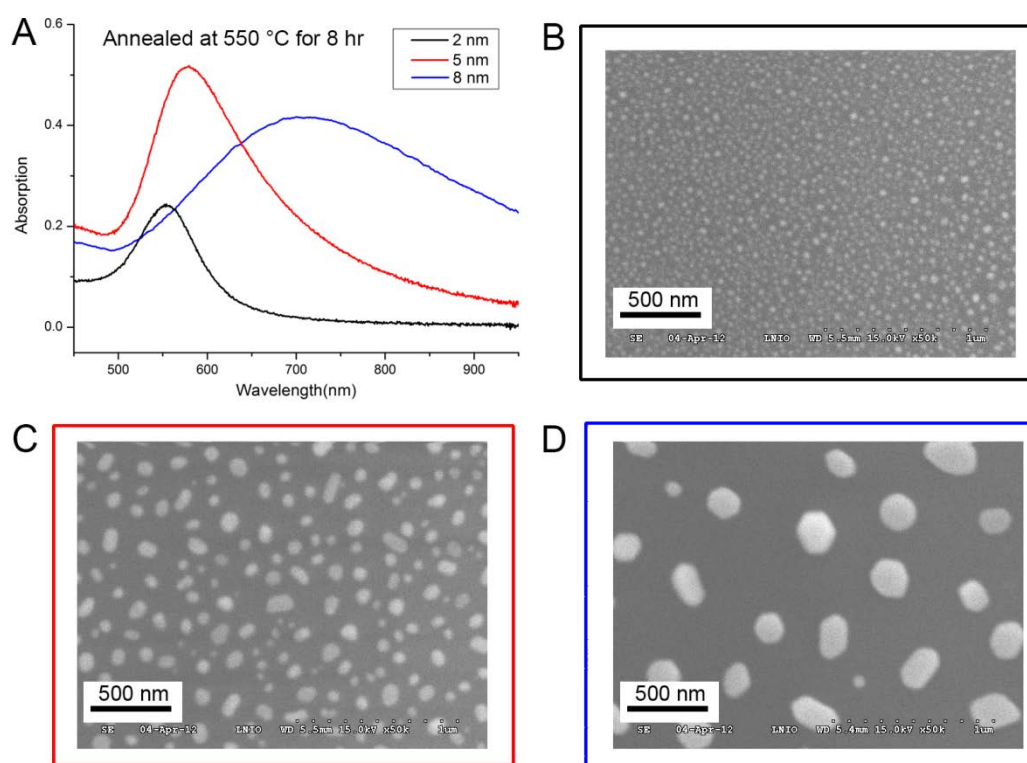 A
Annealed at 550 °C for 8 hr
2 nm
5 nm
8 nm
0.6
0.4
0.2
0.0
Absorption
500 600 700 800 900
Wavelength(nm)
B
500 nm
SE 04-Apr-12 LNIO WD 5.5mm 15.0kV x50k 1um
C
500 nm
SE 04-Apr-12 LNIO WD 5.5mm 15.0kV x50k 1um
D
500 nm
SE 04-Apr-12 LNIO WD 5.4mm 15.0kV x50k 1um